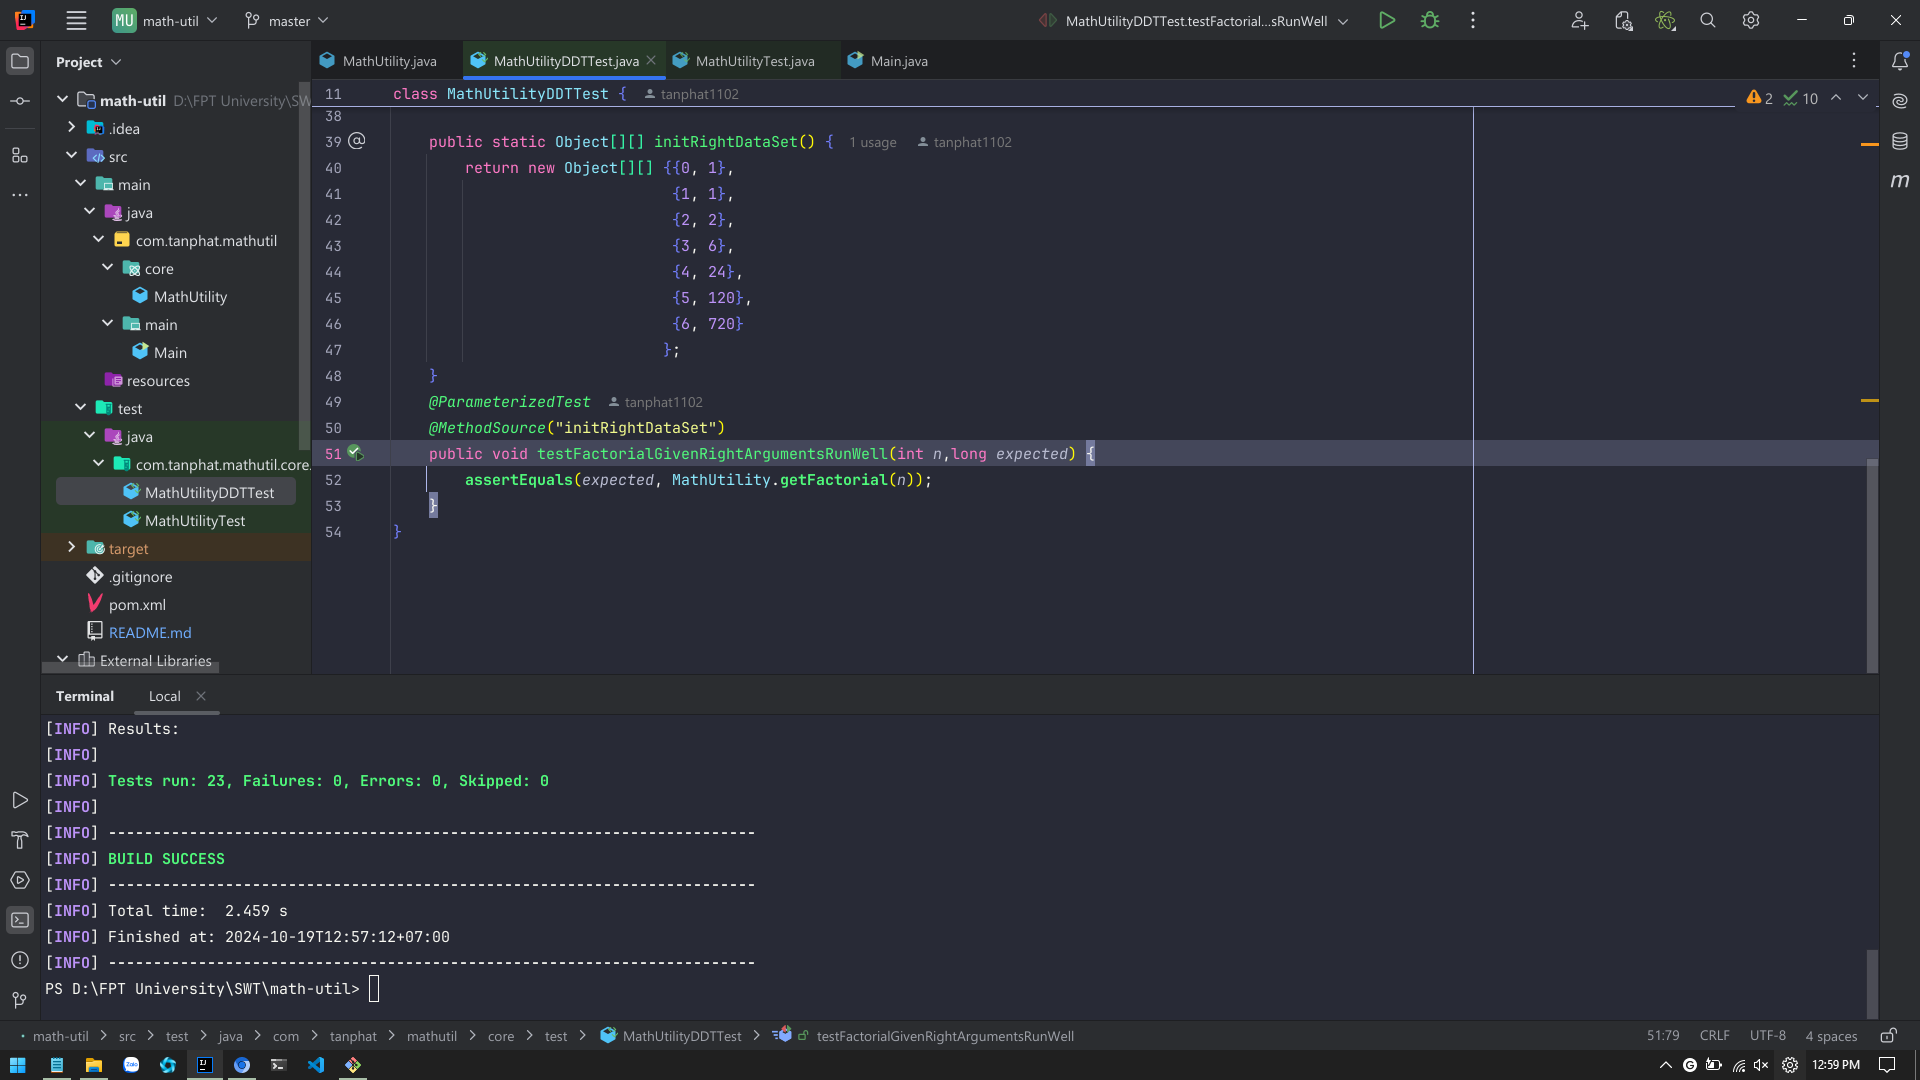 MU math-util master MathUtilityDDTTest.testFactorial...sRunWell
Project
math-util D:\FPT University\SW
.idea
src
main
java
com.tanphat.mathutil
core
MathUtility
main
Main
resources
test
java
com.tanphat.mathutil.core.
MathUtilityDDTTest
MathUtilityTest
target
.gitignore
pom.xml
README.md
External Libraries
MathUtility.java MathUtilityDDTTest.java MathUtilityTest.java Main.java
11 class MathUtilityDDTTest { tanphat1102
2 10
38
39 @ public static Object[][] initRightDataSet() { 1 usage tanphat1102
40 return new Object[][] {{0, 1},
41 {1, 1},
42 {2, 2},
43 {3, 6},
44 {4, 24},
45 {5, 120},
46 {6, 720}
47 };
48 }
49 @ParameterizedTest tanphat1102
50 @MethodSource("initRightDataSet")
51 public void testFactorialGivenRightArgumentsRunWell(int n,long expected) {
52 assertEquals(expected, MathUtility.getFactorial(n));
53 }
54 }
m
Terminal Local
[INFO] Results:
[INFO]
[INFO] Tests run: 23, Failures: 0, Errors: 0, Skipped: 0
[INFO]
[INFO] ------------------------------------------------------------------------
[INFO] BUILD SUCCESS
[INFO] ------------------------------------------------------------------------
[INFO] Total time:  2.459 s
[INFO] Finished at: 2024-10-19T12:57:12+07:00
[INFO] ------------------------------------------------------------------------
PS D:\FPT University\SWT\math-util>
math-util > src > test > java > com > tanphat > mathutil > core > test > MathUtilityDDTTest > testFactorialGivenRightArgumentsRunWell
51:79 CRLF UTF-8 4 spaces
12:59 PM